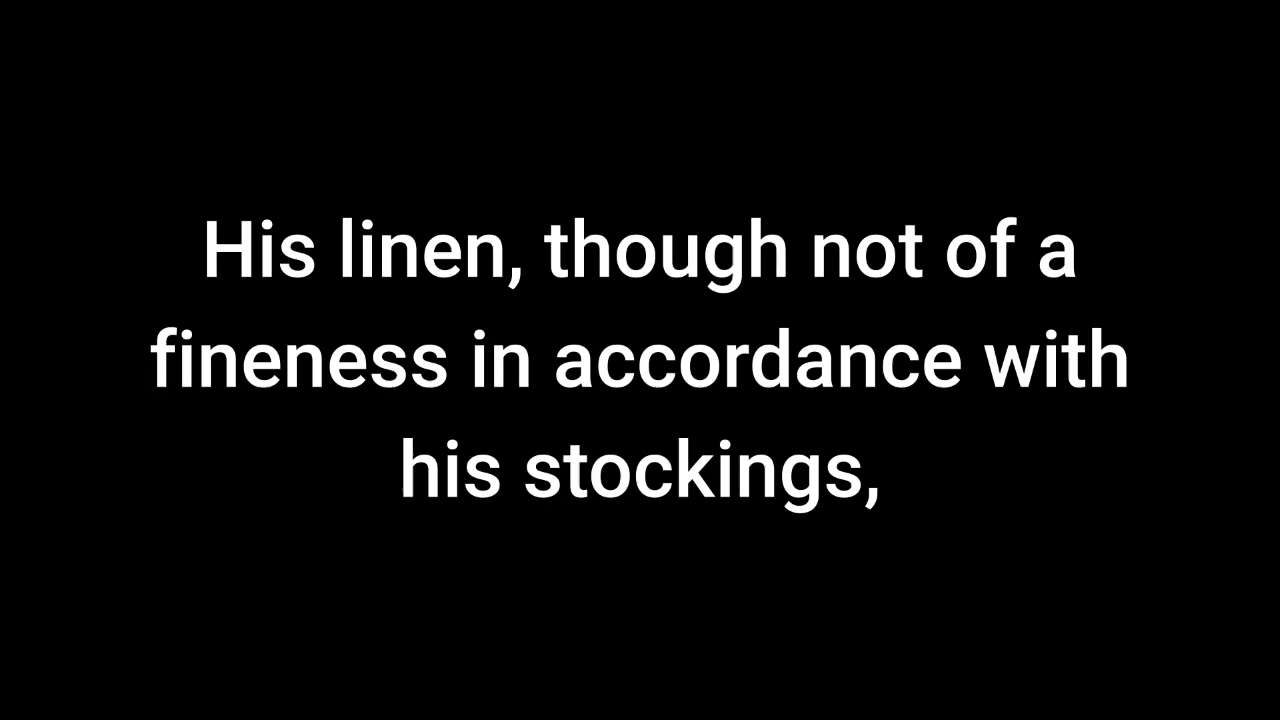 His linen, though not of a
fineness in accordance with
his stockings,